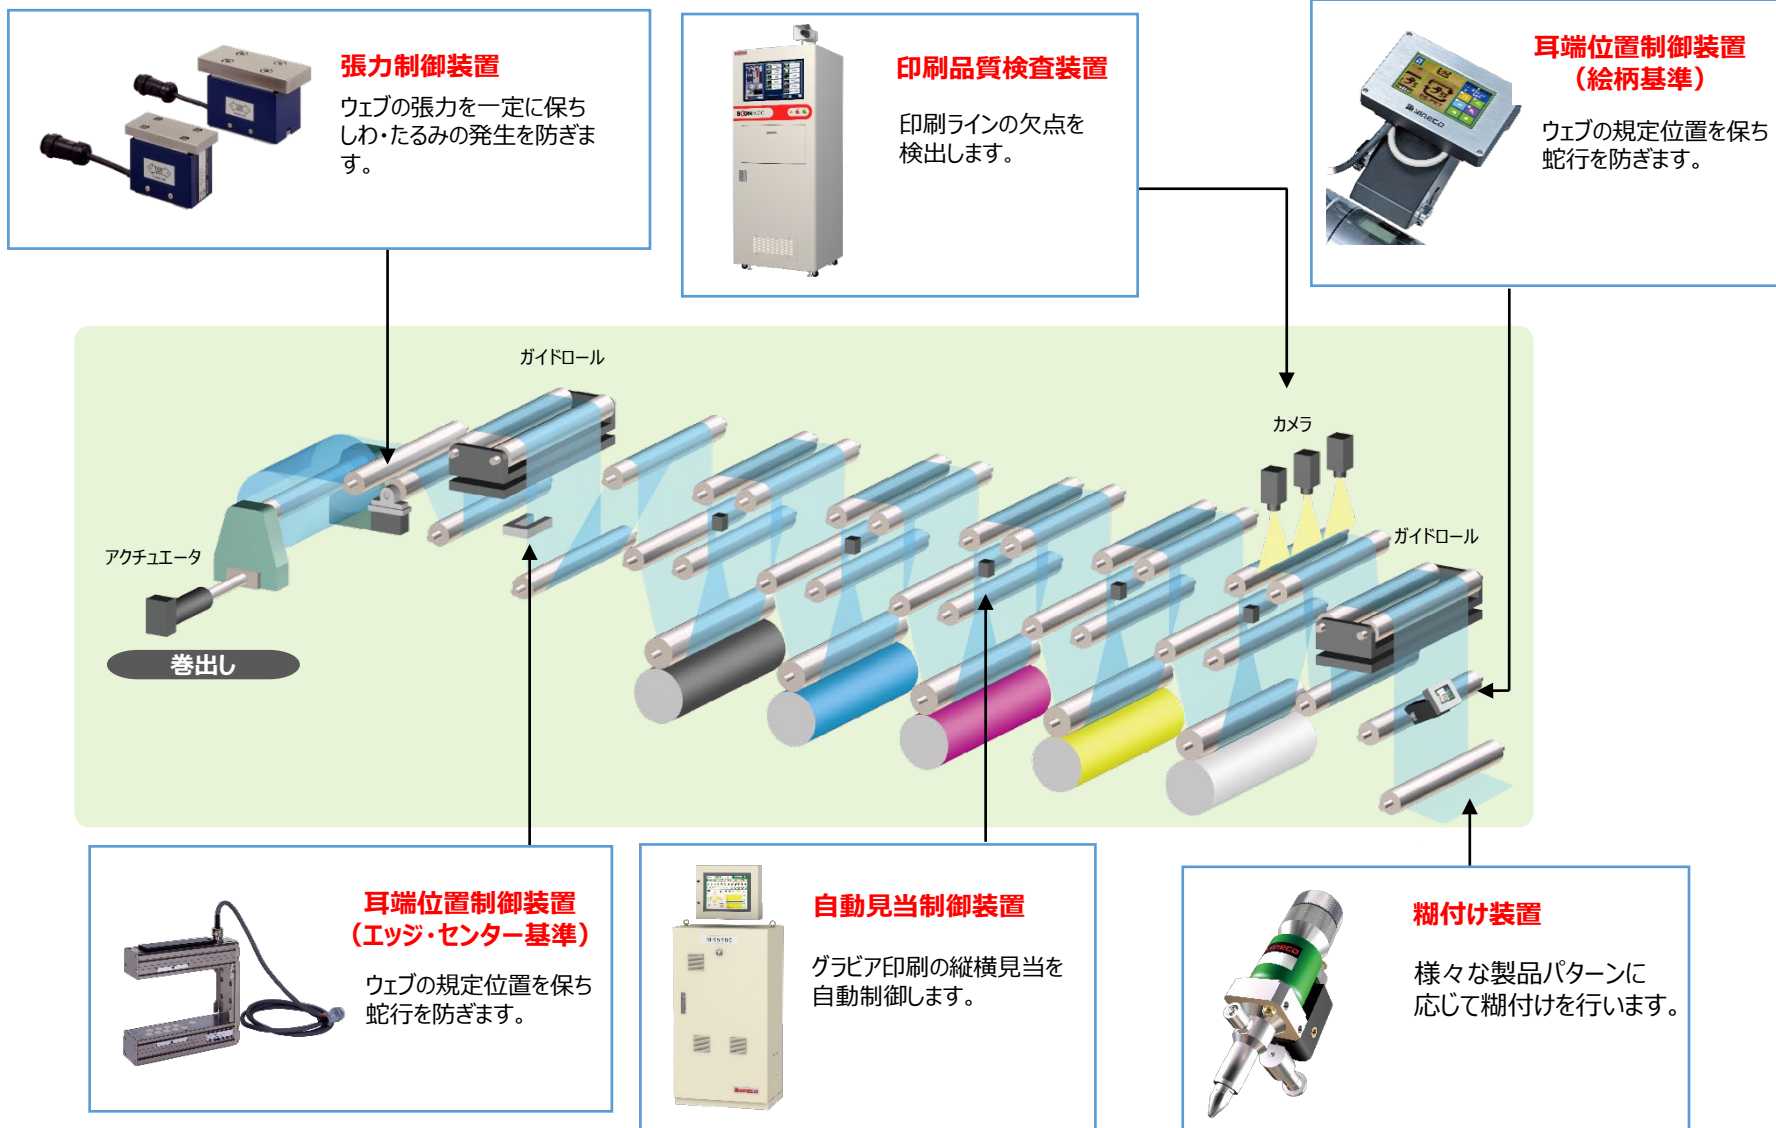 張力制御装置
ウェブの張力を一定に保ち
しわ・たるみの発生を防ぎま
す。
印刷品質検査装置
印刷ラインの欠点を
検出します。
耳端位置制御装置
（絵柄基準）
ウェブの規定位置を保ち
蛇行を防ぎます。
ガイドロール
カメラ
ガイドロール
アクチュエータ
巻出し
耳端位置制御装置
（エッジ・センター基準）
ウェブの規定位置を保ち
蛇行を防ぎます。
自動見当制御装置
グラビア印刷の縦横見当を
自動制御します。
糊付け装置
様々な製品パターンに
応じて糊付けを行います。